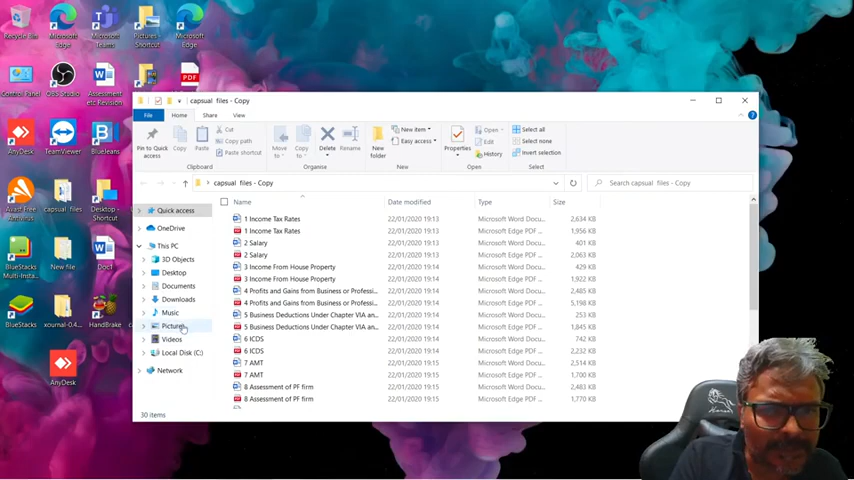 Recycle Bin
Microsoft Edge
Microsoft Teams
Pictures - Shortcut
Microsoft Edge
Control Panel
OBS Studio
Assessment etc Revision
PDF
AnyDesk
TeamViewer
BlueJeans
Avast Free Antivirus
capsual files
Desktop - Shortcut
BlueStacks Multi-Insta...
New file
Doc1
BlueStacks
xournal-0.4...
HandBrake
AnyDesk
capsual files - Copy
File Home Share View
Pin to Quick access
Copy
Paste
Cut
Copy path
Paste shortcut
Clipboard
Move to
Copy to
Delete
Rename
Organise
New folder
New item
Easy access
New
Properties
Open
Edit
History
Open
Select all
Select none
Invert selection
Select
capsual files - Copy
Search capsual files - Copy
Quick access
OneDrive
This PC
3D Objects
Desktop
Documents
Downloads
Music
Pictures
Videos
Local Disk (C:)
Network
Name Date modified Type Size
1 Income Tax Rates 22/01/2020 19:13 Microsoft Word Docu... 2,634 KB
1 Income Tax Rates 22/01/2020 19:13 Microsoft Edge PDF ... 1,956 KB
2 Salary 22/01/2020 19:13 Microsoft Word Docu... 401 KB
2 Salary 22/01/2020 19:13 Microsoft Edge PDF ... 2,063 KB
3 Income From House Property 22/01/2020 19:14 Microsoft Word Docu... 429 KB
3 Income From House Property 22/01/2020 19:13 Microsoft Edge PDF ... 1,922 KB
4 Profits and Gains from Business or Professi... 22/01/2020 19:14 Microsoft Word Docu... 2,485 KB
4 Profits and Gains from Business or Professi... 22/01/2020 19:14 Microsoft Edge PDF ... 5,198 KB
5 Business Deductions Under Chapter VIA an... 22/01/2020 19:14 Microsoft Word Docu... 253 KB
5 Business Deductions Under Chapter VIA an... 22/01/2020 19:14 Microsoft Edge PDF ... 1,845 KB
6 ICDS 22/01/2020 19:14 Microsoft Word Docu... 742 KB
6 ICDS 22/01/2020 19:14 Microsoft Edge PDF ... 2,232 KB
7 AMT 22/01/2020 19:15 Microsoft Word Docu... 2,514 KB
7 AMT 22/01/2020 19:14 Microsoft Edge PDF ... 1,700 KB
8 Assessment of PF firm 22/01/2020 19:15 Microsoft Word Docu... 2,483 KB
8 Assessment of PF firm 22/01/2020 19:15 Microsoft Edge PDF ... 1,770 KB
30 items